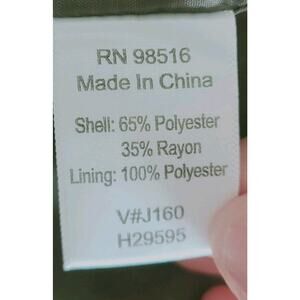 RN 98516
Made In China
Shell: 65% Polyester
35% Rayon
Lining: 100% Polyester
V#J160
H29595